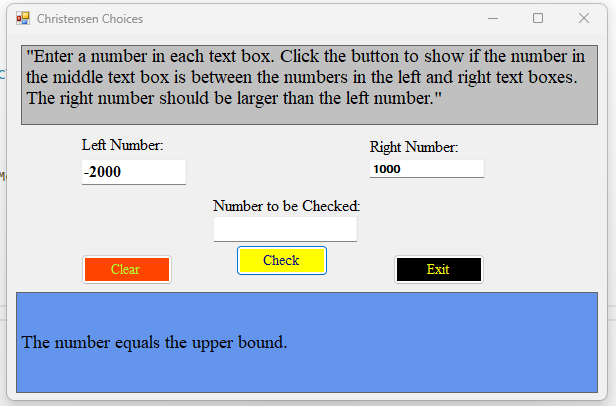 Christensen Choices
"Enter a number in each text box. Click the button to show if the number in
the middle text box is between the numbers in the left and right text boxes.
The right number should be larger than the left number."
Left Number:
Right Number:
-2000
1000
Number to be Checked:
Check
Clear
Exit
The number equals the upper bound.